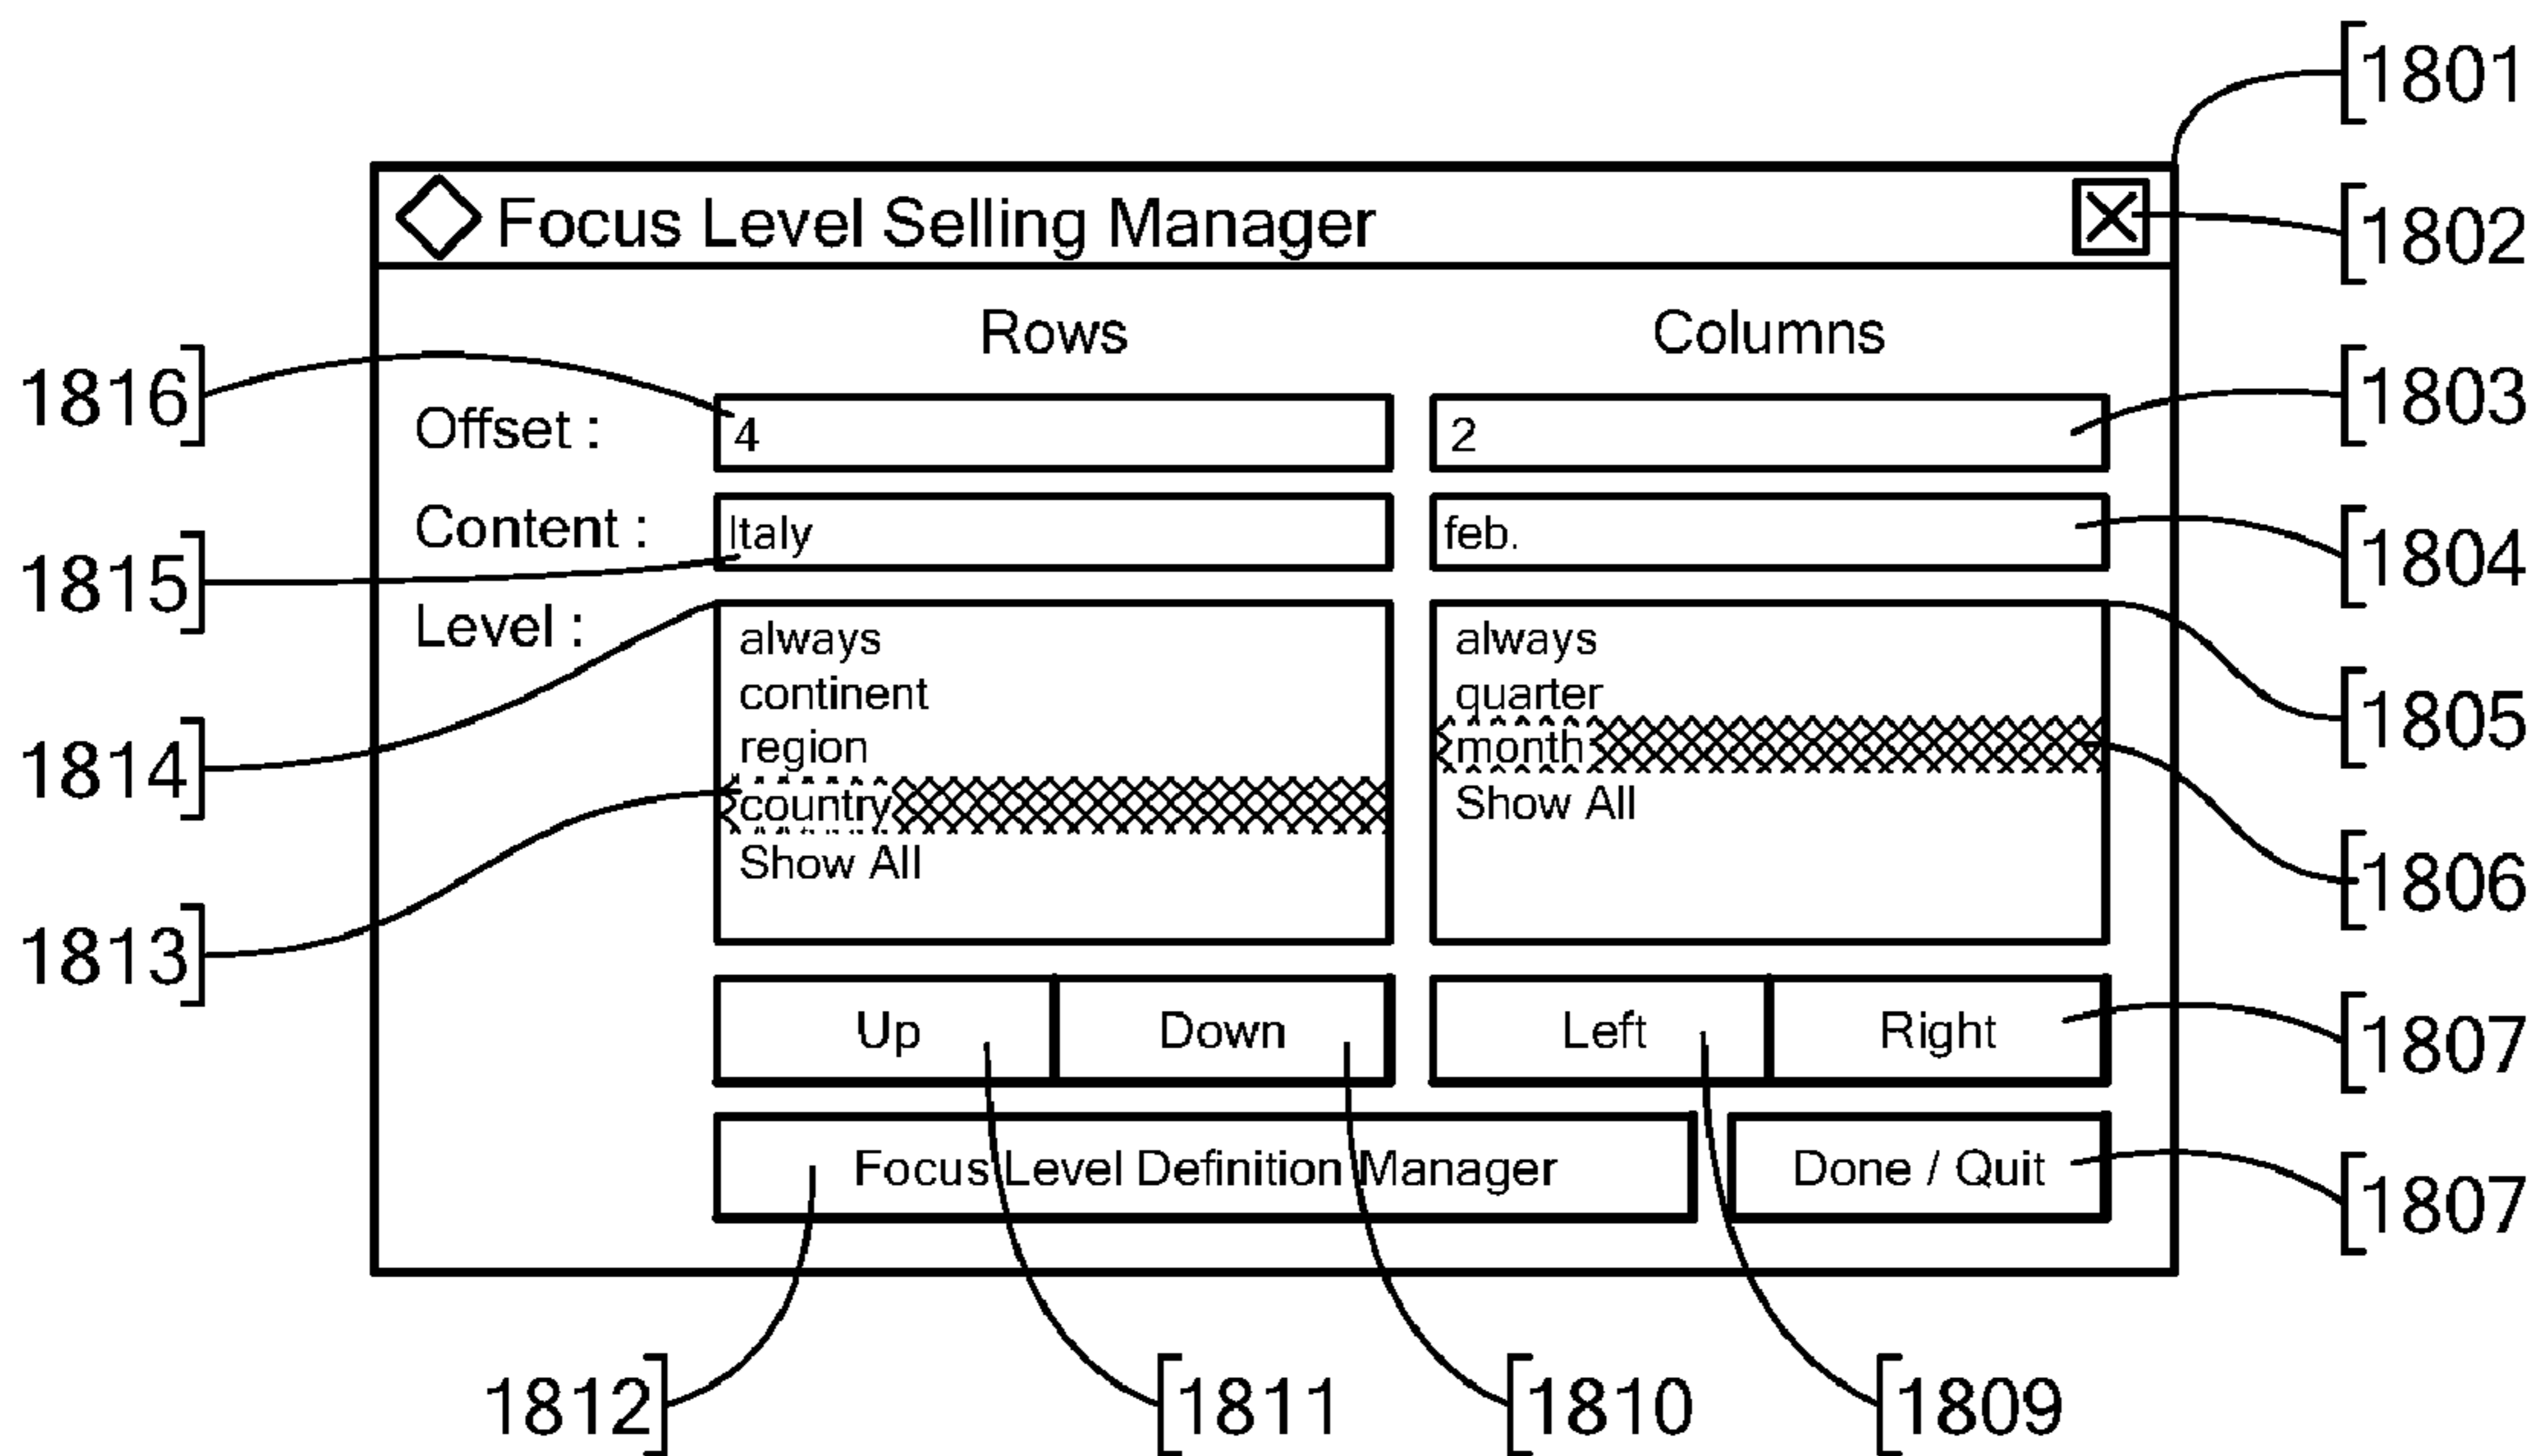 1801
Focus Level Selling Manager
1802
Rows Columns
1816 Offset : 4 2 1803
Content : Italy feb. 1804
1815
Level :
always always
continent quarter
region month
country Show All
Show All
1805
1814
1806
1813
Up Down Left Right 1807
Focus Level Definition Manager Done / Quit 1807
1812 1811 1810 1809